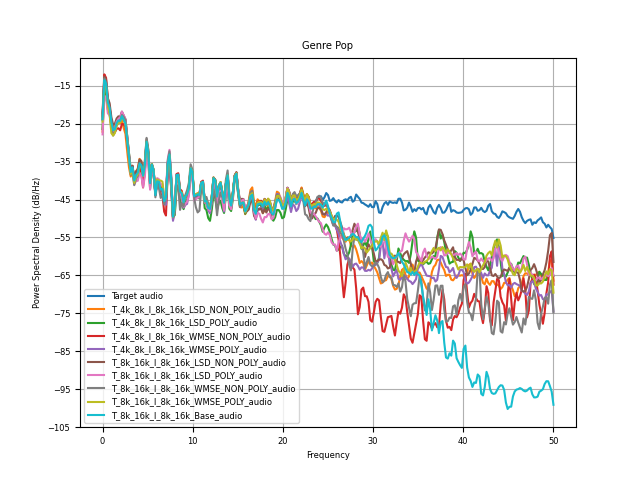 Genre Pop
Power Spectral Density (dB/Hz)
−15
−25
−35
−45
−55
−65
−75
−85
−95
−105
Target audio
T_4k_8k_I_8k_16k_LSD_NON_POLY_audio
T_4k_8k_I_8k_16k_LSD_POLY_audio
T_4k_8k_I_8k_16k_WMSE_NON_POLY_audio
T_4k_8k_I_8k_16k_WMSE_POLY_audio
T_8k_16k_I_8k_16k_LSD_NON_POLY_audio
T_8k_16k_I_8k_16k_LSD_POLY_audio
T_8k_16k_I_8k_16k_WMSE_NON_POLY_audio
T_8k_16k_I_8k_16k_WMSE_POLY_audio
T_8k_16k_I_8k_16k_Base_audio
0 10 20 30 40 50
Frequency